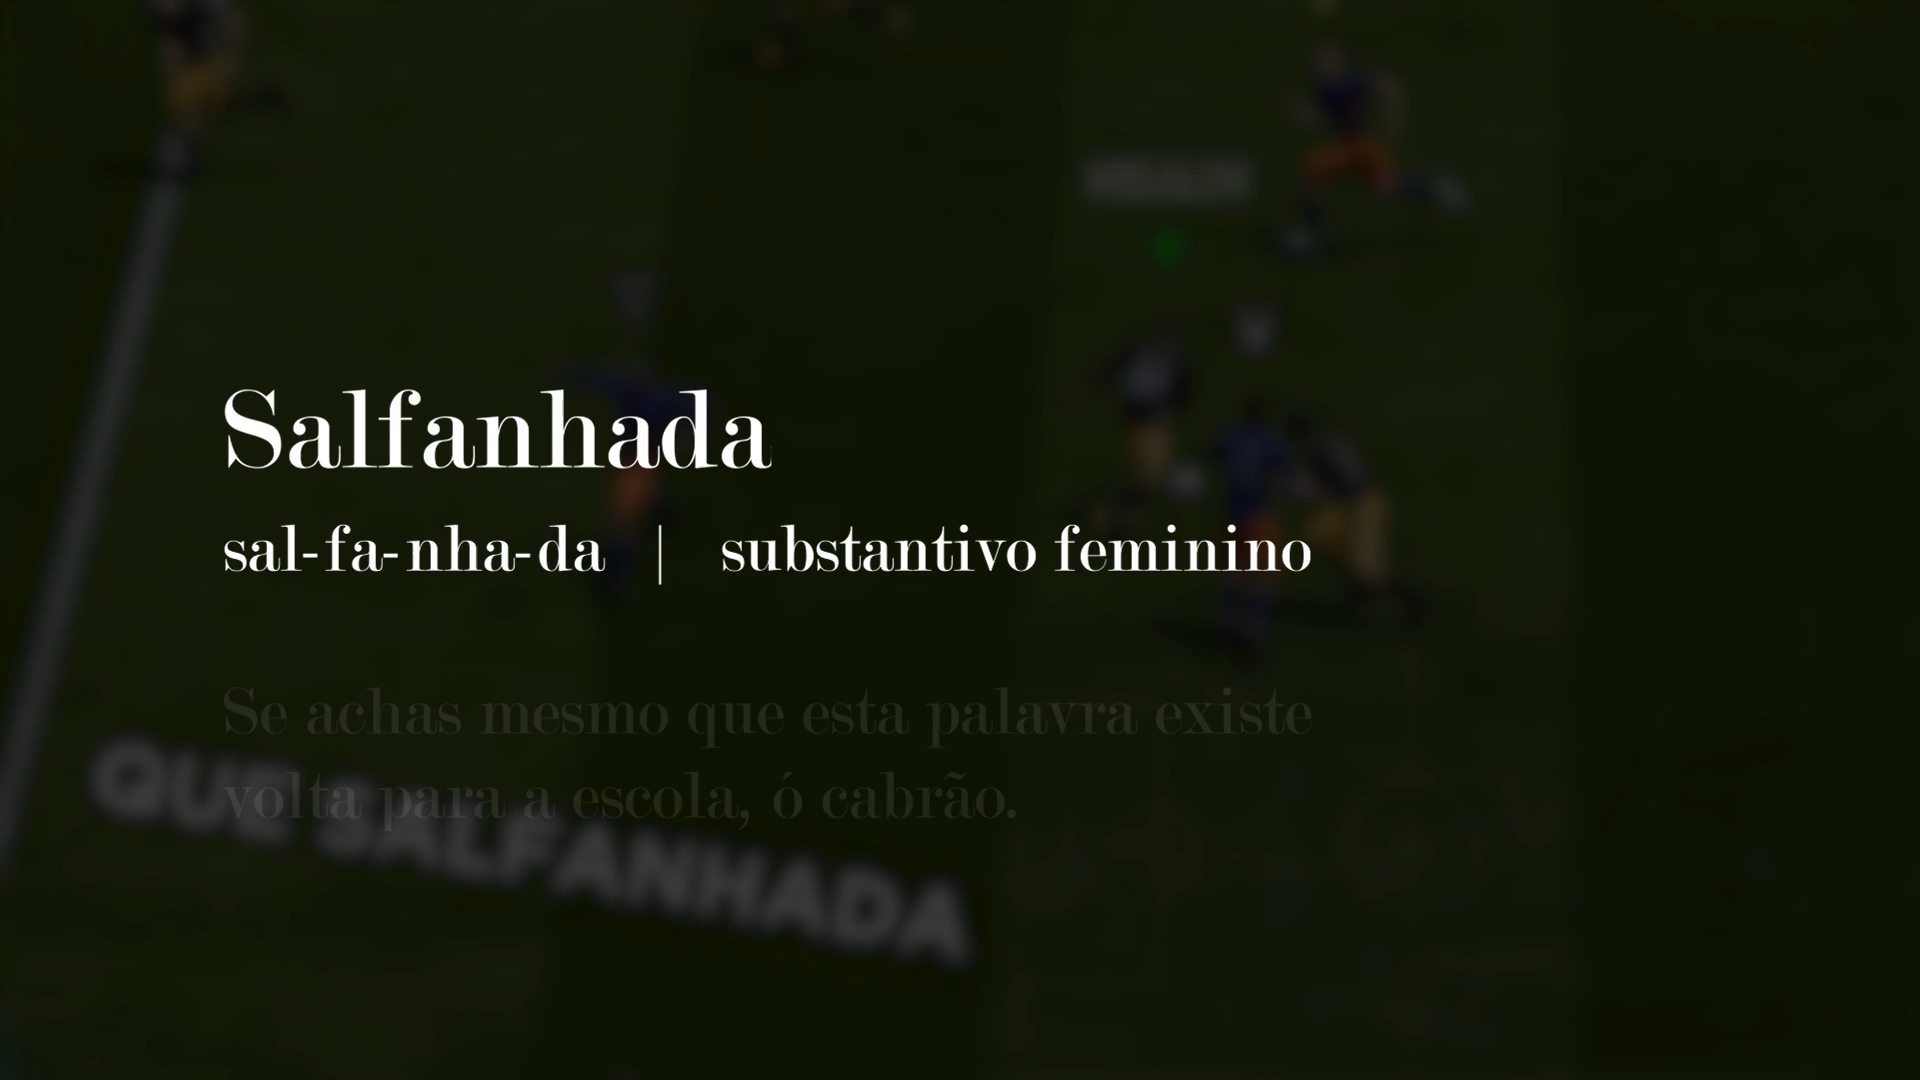 Salfanhada
sal-fa-nha-da | substantivo feminino
Se achas mesmo que esta palavra existe
volta para a escola, ó cabrão.
QUE SALFANHADA